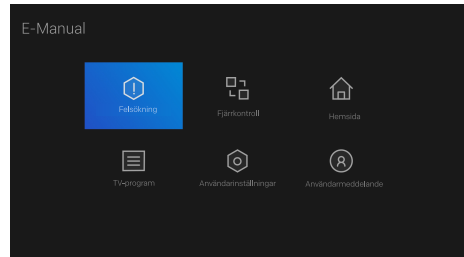 E-Manual
Felsökning
Fjärrkontroll
Hemsida
TV-program
Användarinställningar
Användarmeddelande